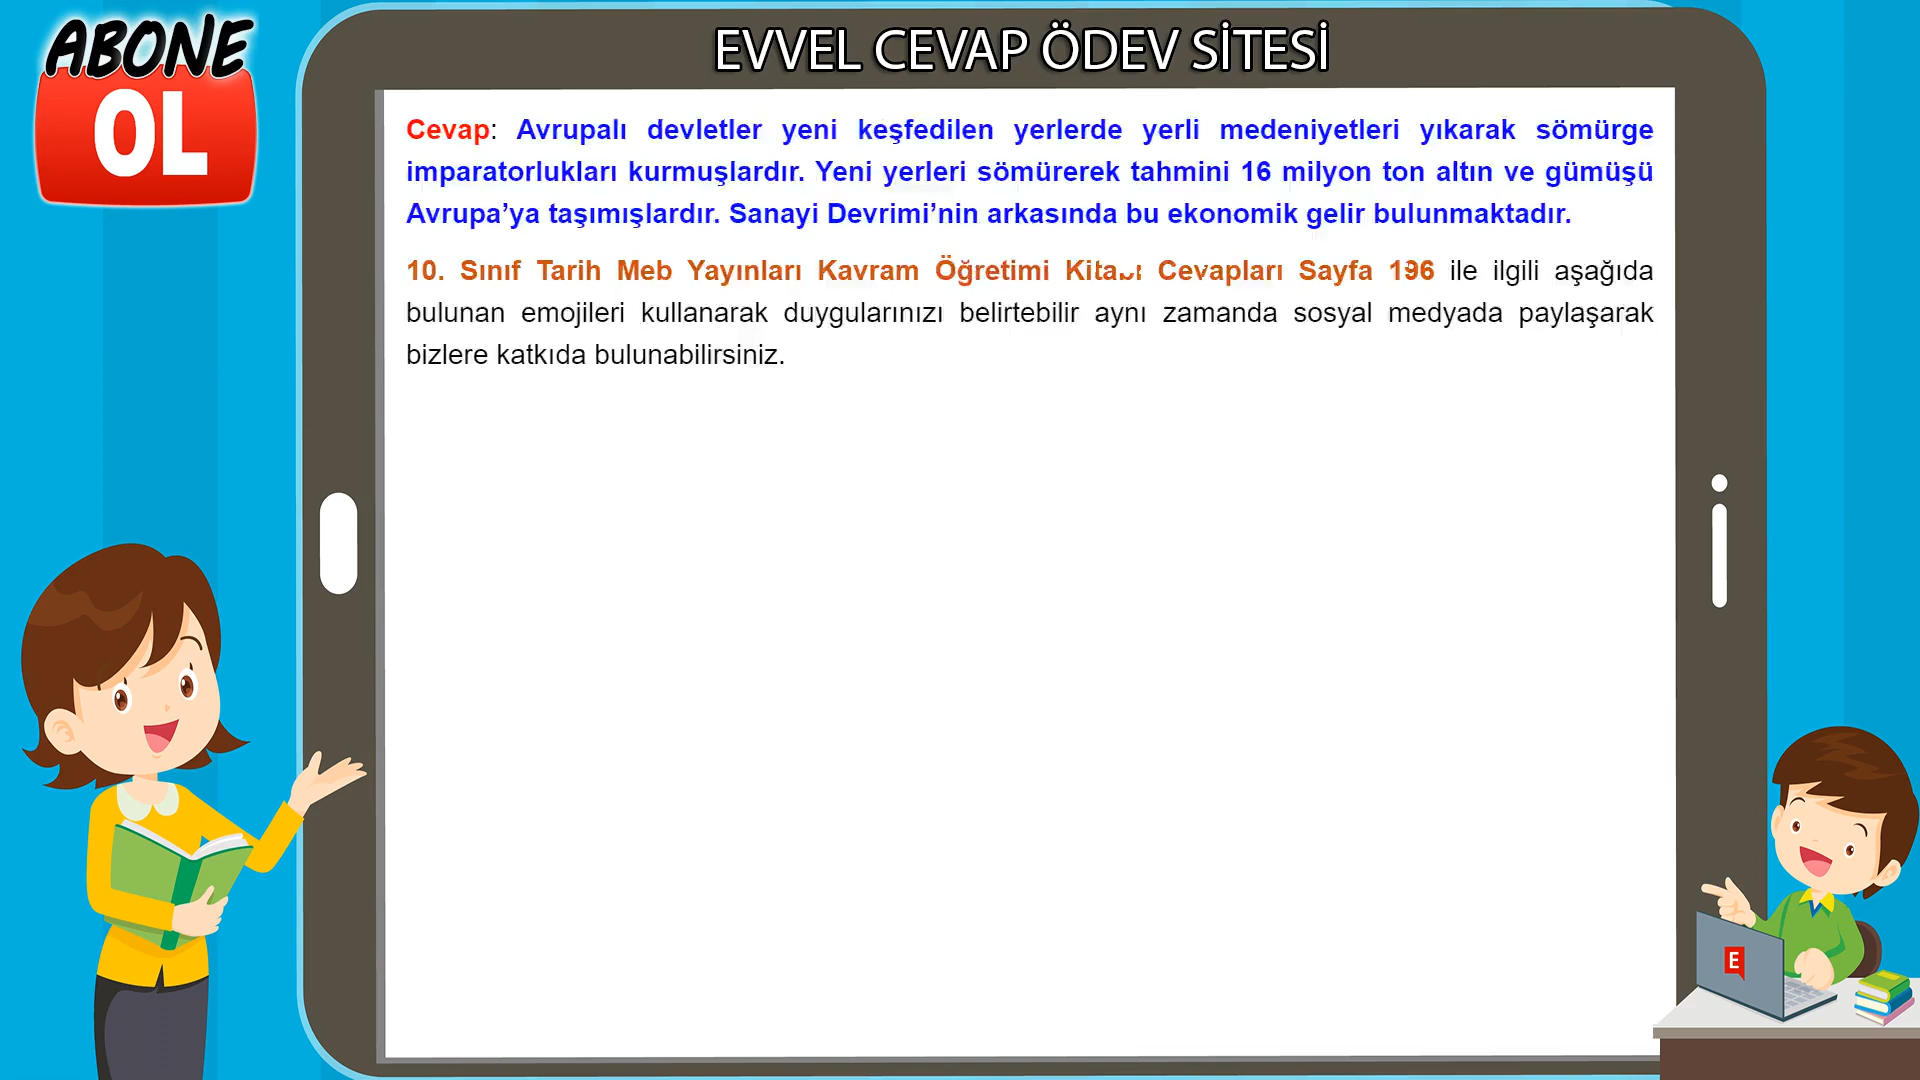 ABONE
OL
EVVEL CEVAP ÖDEV SİTESİ
Cevap: Avrupalı devletler yeni keşfedilen yerlerde yerli medeniyetleri yıkarak sömürge
imparatorlukları kurmuşlardır. Yeni yerleri sömürerek tahmini 16 milyon ton altın ve gümüşü
Avrupa’ya taşımışlardır. Sanayi Devrimi’nin arkasında bu ekonomik gelir bulunmaktadır.
10. Sınıf Tarih Meb Yayınları Kavram Öğretimi Kitabı Cevapları Sayfa 196 ile ilgili aşağıda
bulunan emojileri kullanarak duygularınızı belirtebilir aynı zamanda sosyal medyada paylaşarak
bizlere katkıda bulunabilirsiniz.
E